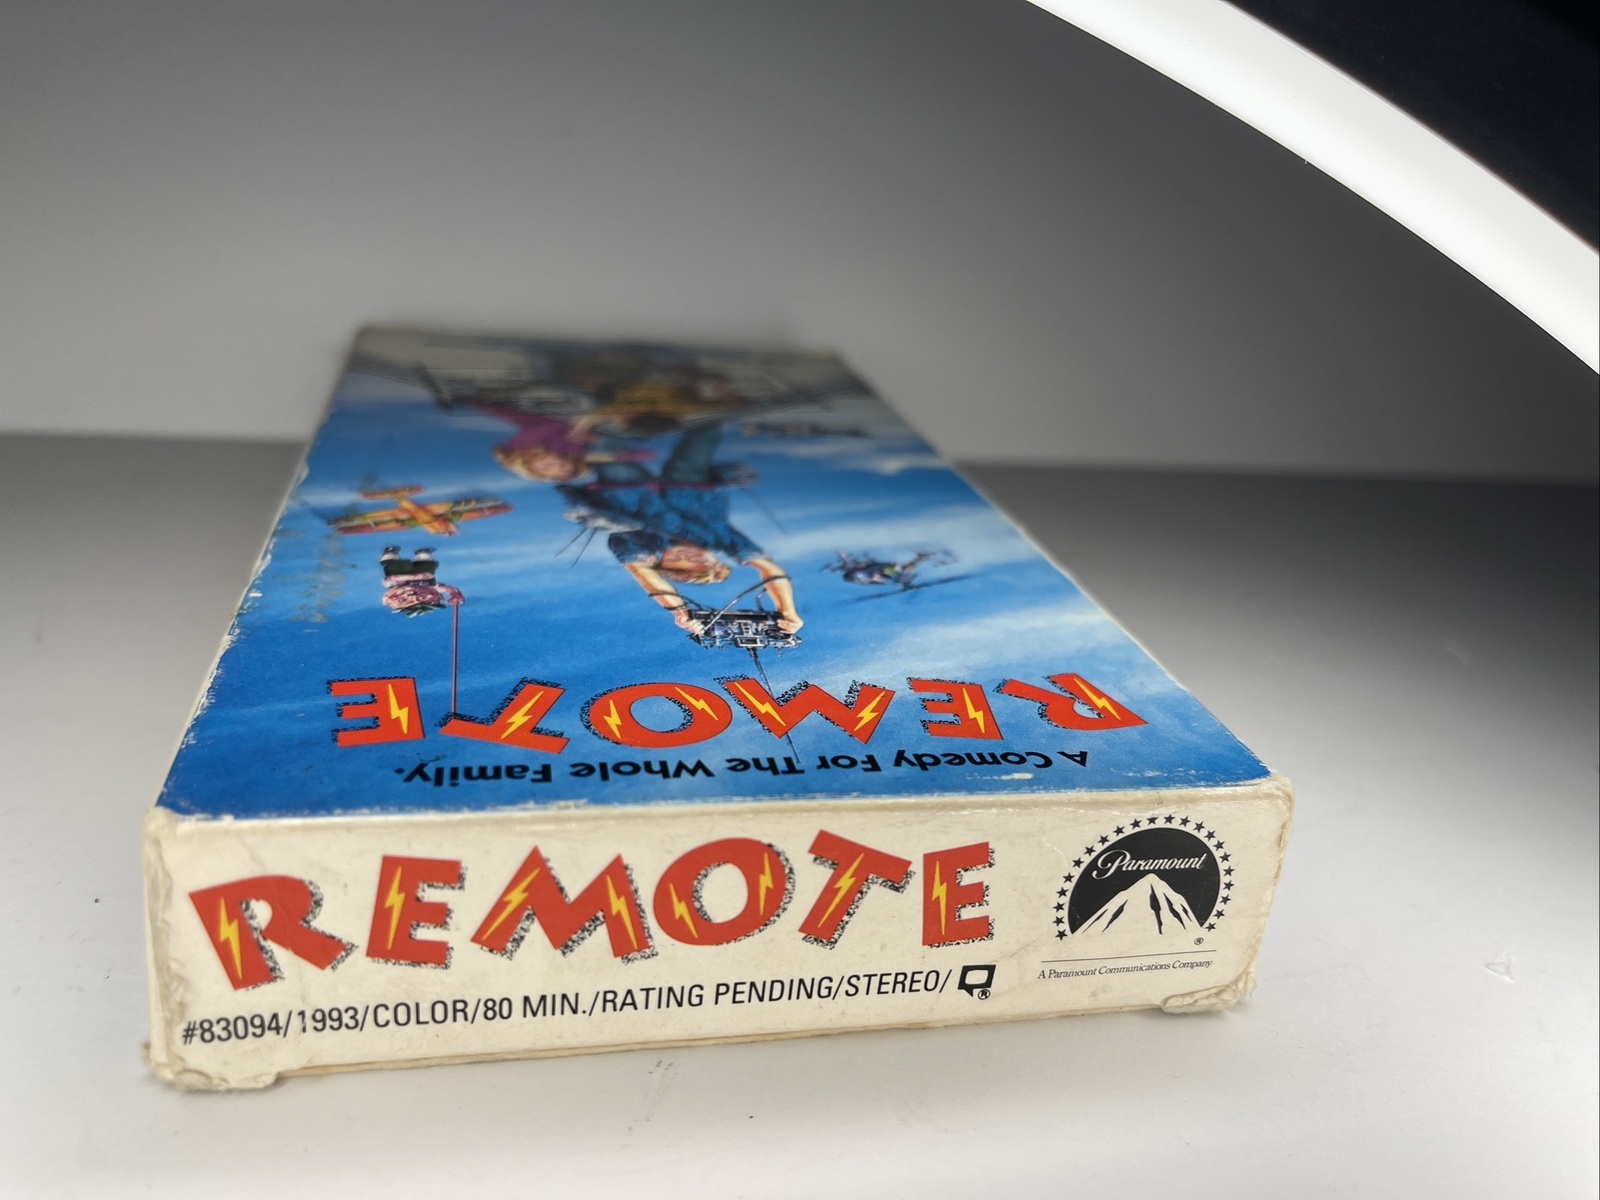 REMOTE
A Comedy For The Whole Family.
REMOTE
#83094/1993/COLOR/80 MIN./RATING PENDING/STEREO/
®
Paramount
®
A Paramount Communications Company